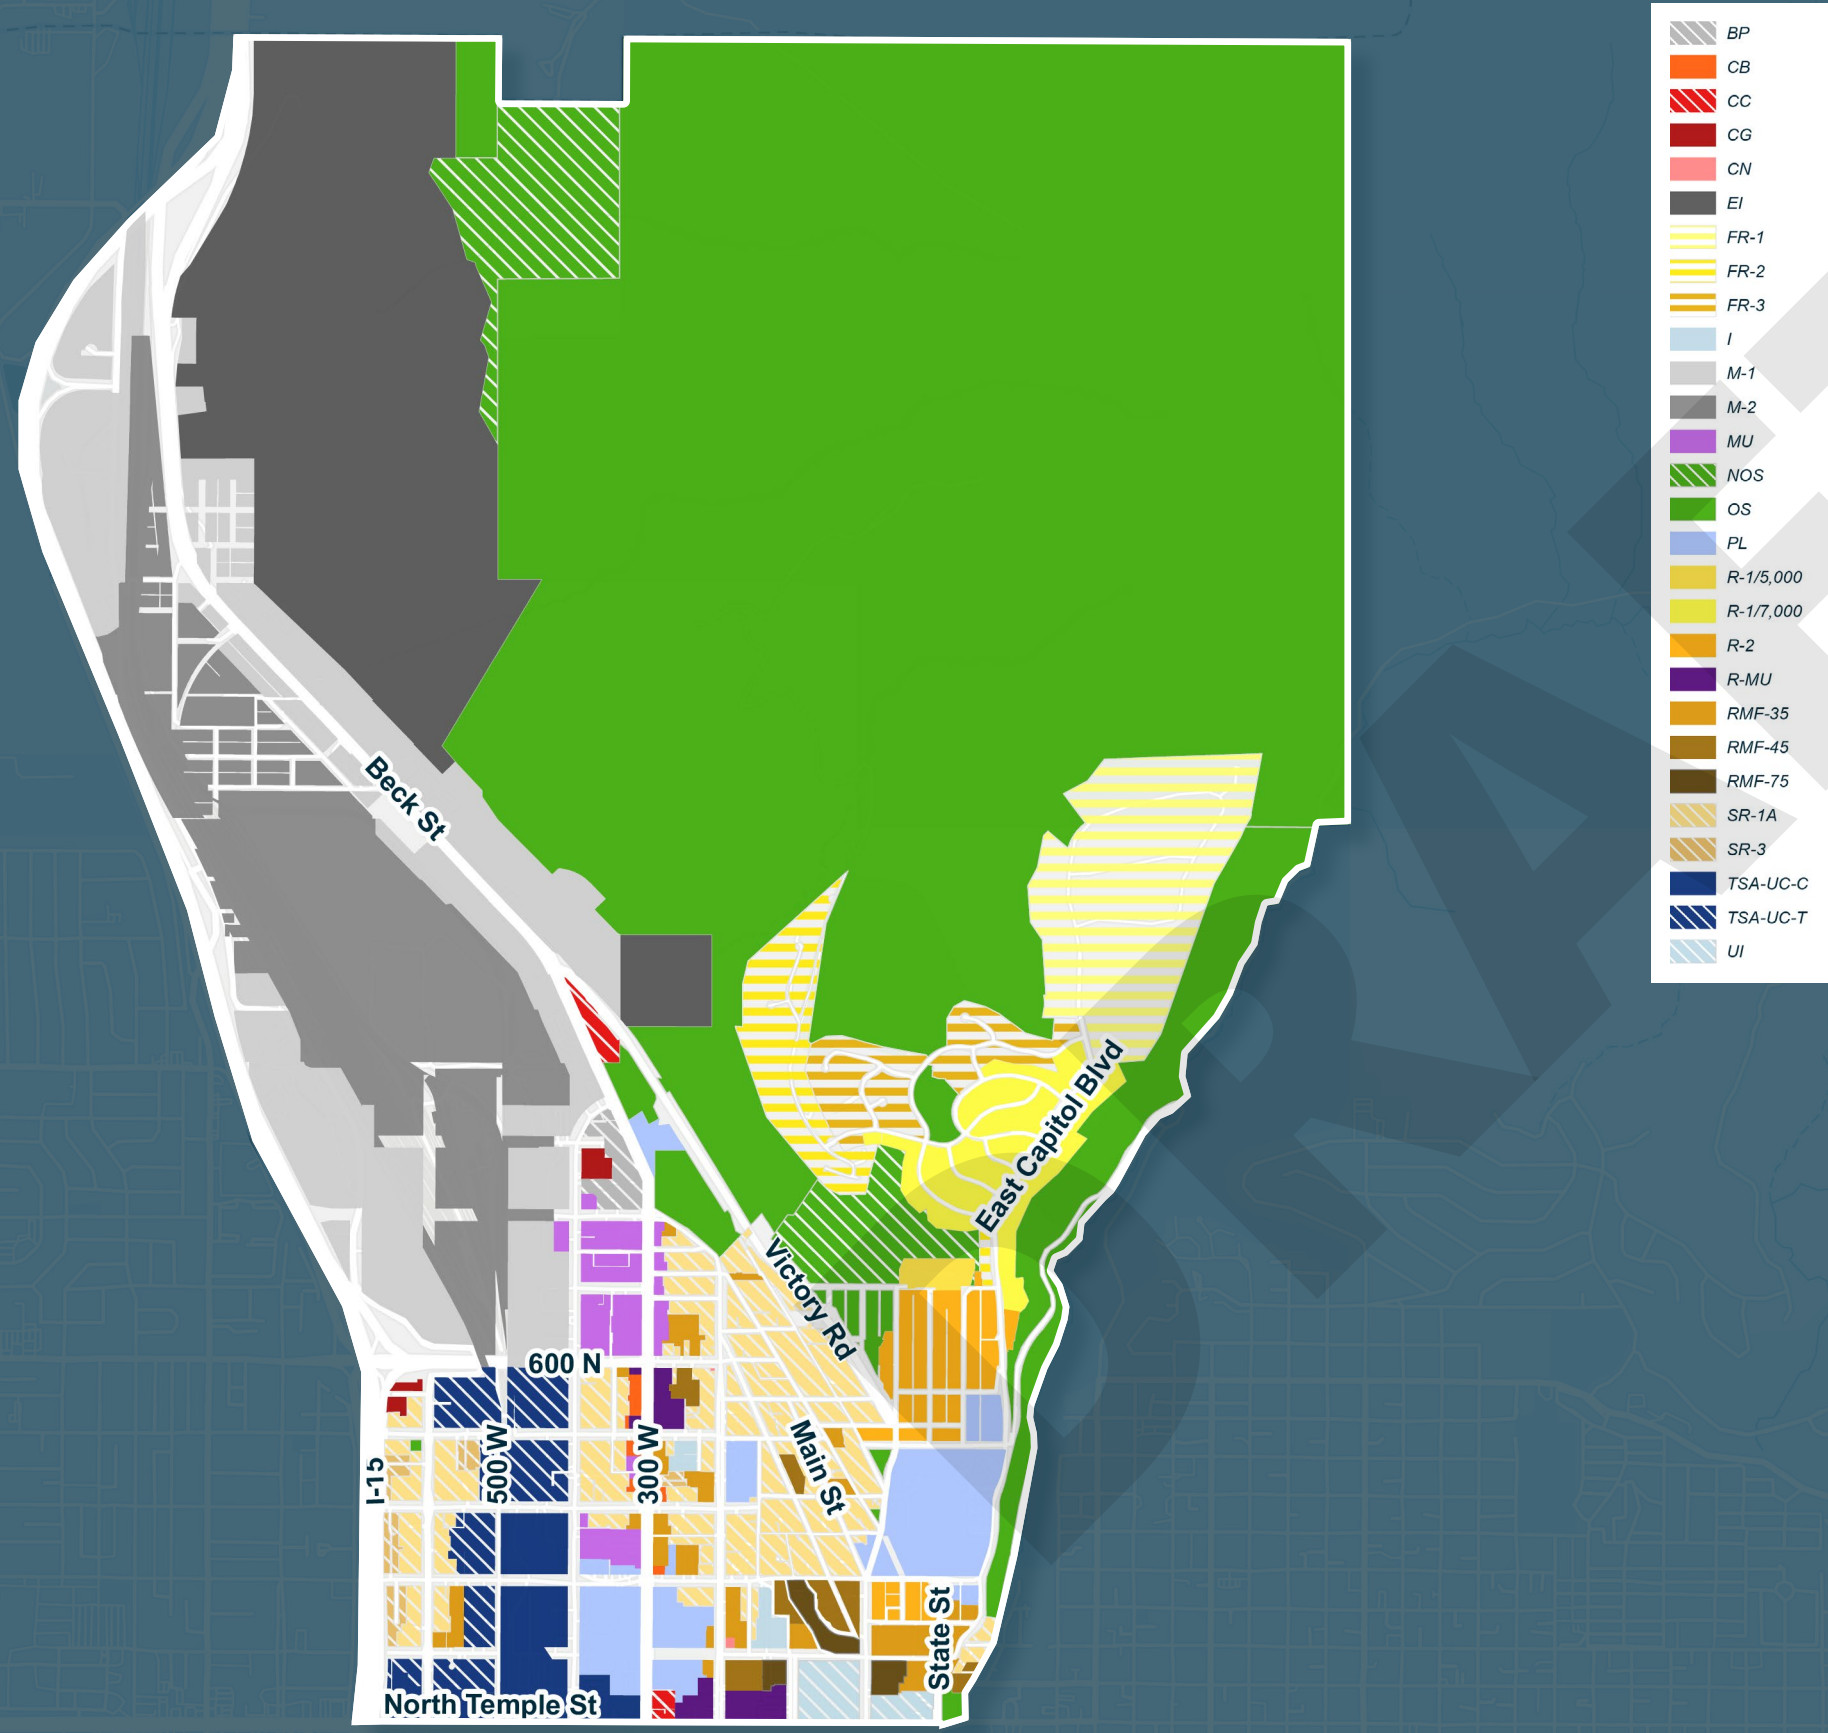 BP
CB
CC
CG
CN
EI
FR-1
FR-2
FR-3
I
M-1
M-2
MU
NOS
OS
PL
R-1/5,000
R-1/7,000
R-2
R-MU
RMF-35
RMF-45
RMF-75
SR-1A
SR-3
TSA-UC-C
TSA-UC-T
UI
Beck St
East Capitol Blvd
Victory Rd
600 N
Main St
I-15
500 W
300 W
State St
North Temple St